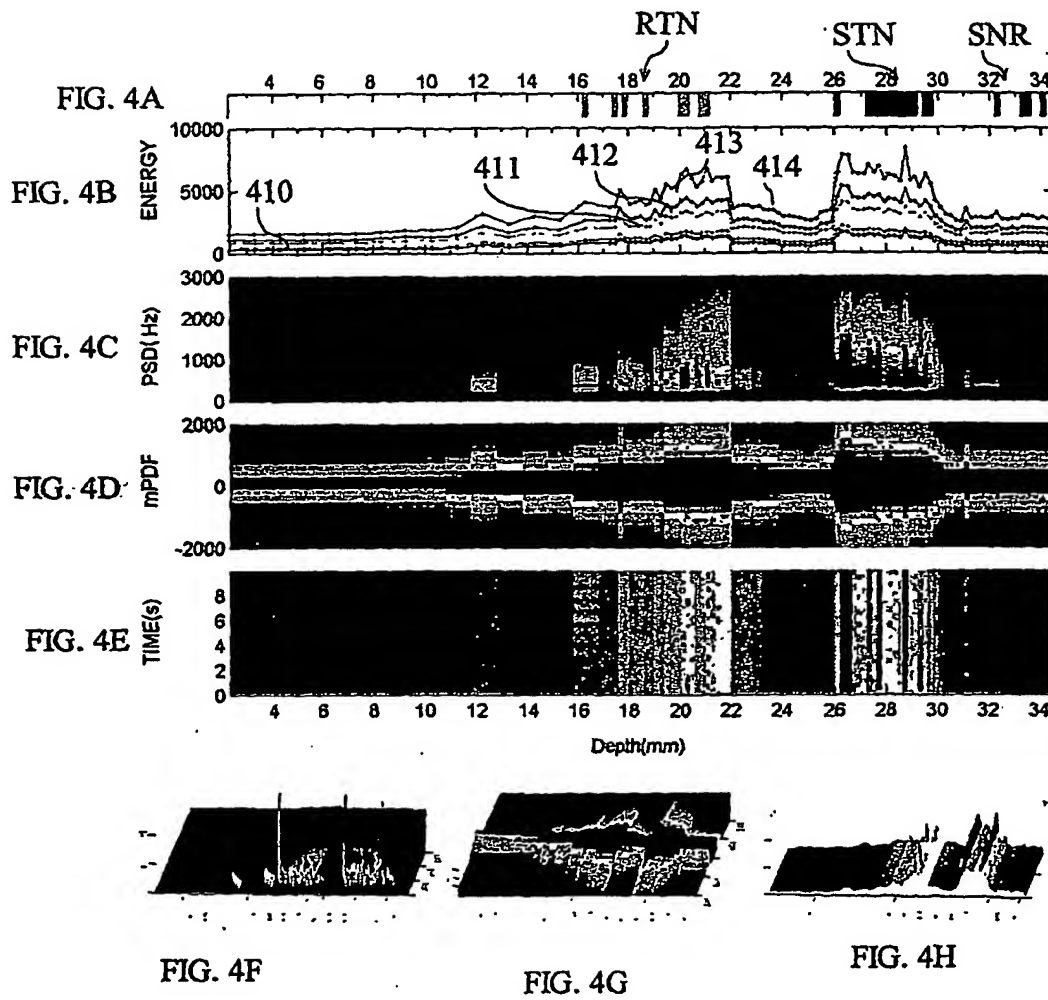 RTN STN SNR
4 6 8 10 12 14 16 18 20 22 24 26 28 30 32 34
FIG. 4A
10000
5000
0
ENERGY
FIG. 4B
410 411 412 413 414
3000
2000
1000
0
PSD(Hz)
FIG. 4C
2000
0
-2000
mPDF
FIG. 4D
8
6
4
2
0
TIME(s)
FIG. 4E
4 6 8 10 12 14 16 18 20 22 24 26 28 30 32 34
Depth(mm)
FIG. 4F FIG. 4G FIG. 4H